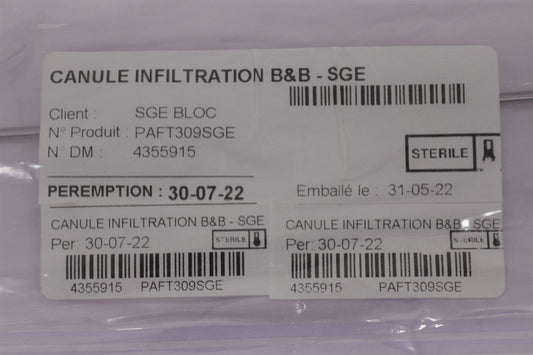 CANULE INFILTRATION B&B - SGE
Client : SGE BLOC
N° Produit : PAFT309SGE
N° DM : 4355915
STERILE
PEREMPTION : 30-07-22
Emballé le : 31-05-22
CANULE INFILTRATION B&B - SGE
Per: 30-07-22
STERILE
4355915 PAFT309SGE
CANULE INFILTRATION B&B - SGE
Per: 30-07-22
STERILE
4355915 PAFT309SGE